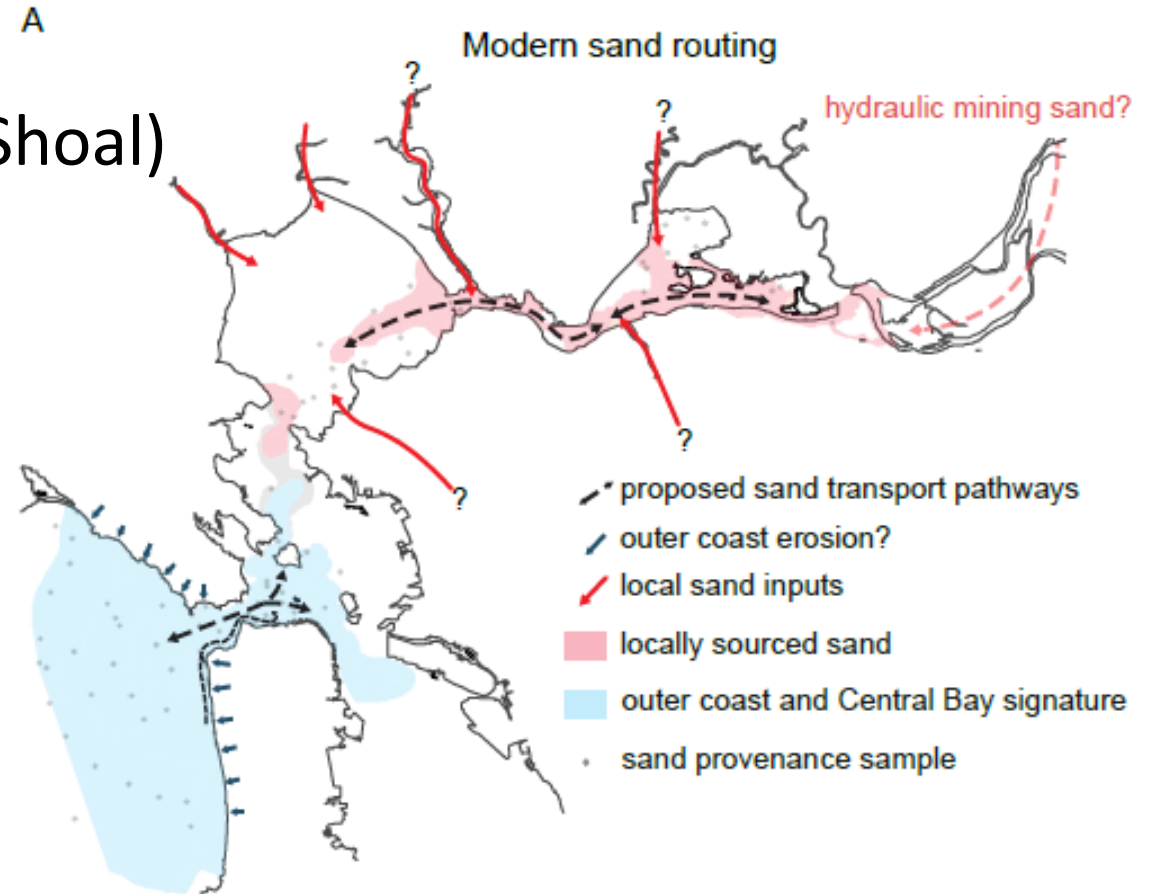 A
Modern sand routing
Shoal)
?
?
hydraulic mining sand?
?
?
proposed sand transport pathways
outer coast erosion?
local sand inputs
locally sourced sand
outer coast and Central Bay signature
sand provenance sample